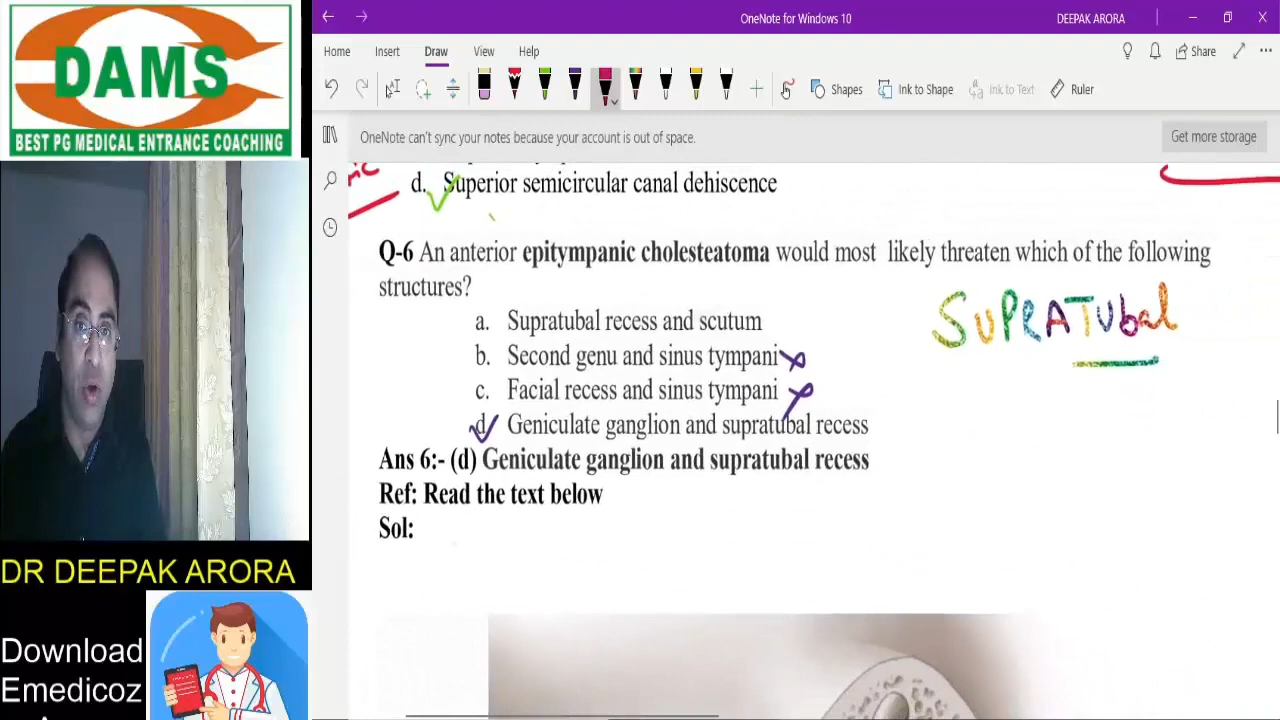 DAMS
BEST PG MEDICAL ENTRANCE COACHING
OneNote for Windows 10
DEEPAK ARORA
Home Insert Draw View Help
Share
Shapes Ink to Shape Ink to Text Ruler
OneNote can't sync your notes because your account is out of space.
Get more storage
d. Superior semicircular canal dehiscence
Q-6 An anterior epitympanic cholesteatoma would most likely threaten which of the following
structures?
SUPRATUbal
a. Supratubal recess and scutum
b. Second genu and sinus tympani
c. Facial recess and sinus tympani
d. Geniculate ganglion and supratubal recess
Ans 6:- (d) Geniculate ganglion and supratubal recess
Ref: Read the text below
Sol:
DR DEEPAK ARORA
Download
Emedicoz